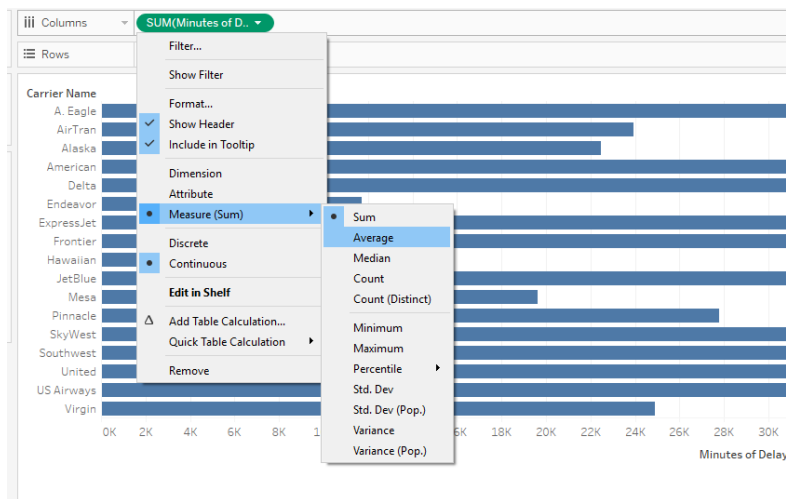 Columns
SUM(Minutes of D..
Rows
Filter...
Show Filter
Format...
Show Header
Include in Tooltip
Dimension
Attribute
Measure (Sum)
Discrete
Continuous
Edit in Shelf
Add Table Calculation...
Quick Table Calculation
Remove
Sum
Average
Median
Count
Count (Distinct)
Minimum
Maximum
Percentile
Std. Dev
Std. Dev (Pop.)
Variance
Variance (Pop.)
Carrier Name
A. Eagle
AirTran
Alaska
American
Delta
Endeavor
ExpressJet
Frontier
Hawaiian
JetBlue
Mesa
Pinnacle
SkyWest
Southwest
United
US Airways
Virgin
0K 2K 4K 6K 8K 18K 20K 22K 24K 26K 28K 30K
Minutes of Delay